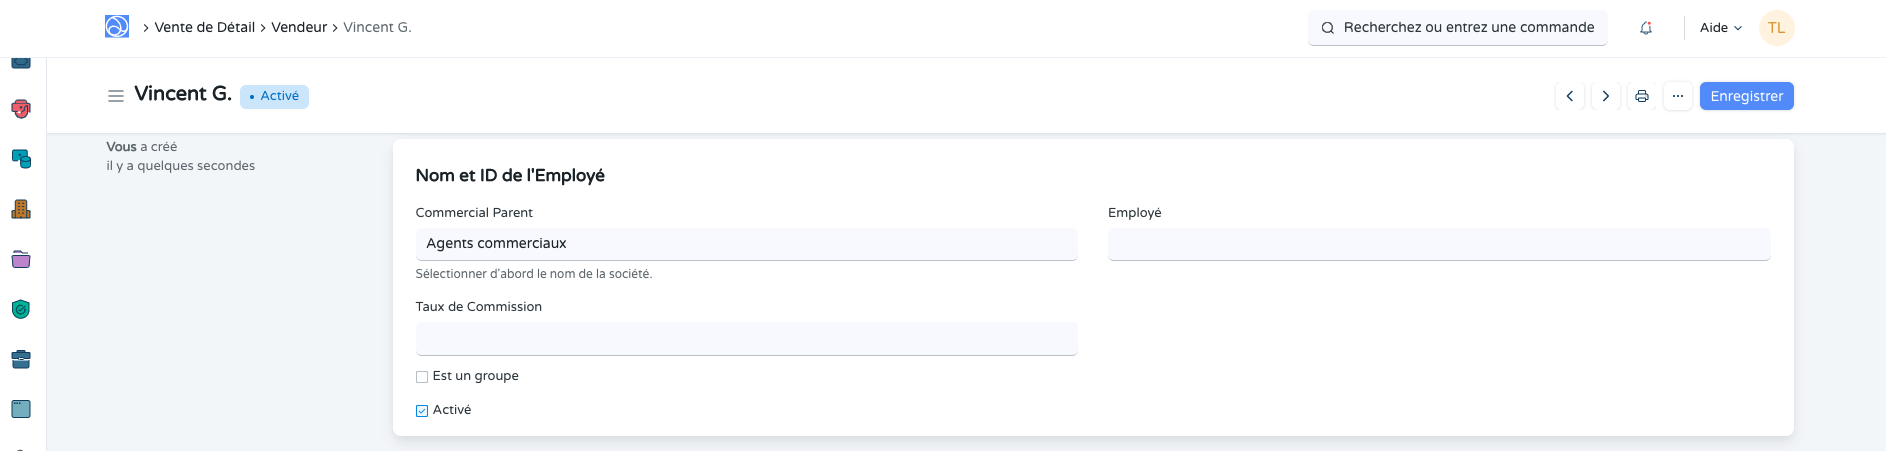 Vente de Détail > Vendeur > Vincent G.
Recherchez ou entrez une commande
Aide
TL
Vincent G.
Activé
Enregistrer
Vous a créé
il y a quelques secondes
Nom et ID de l'Employé
Commercial Parent
Employé
Agents commerciaux
Sélectionner d'abord le nom de la société.
Taux de Commission
Est un groupe
Activé